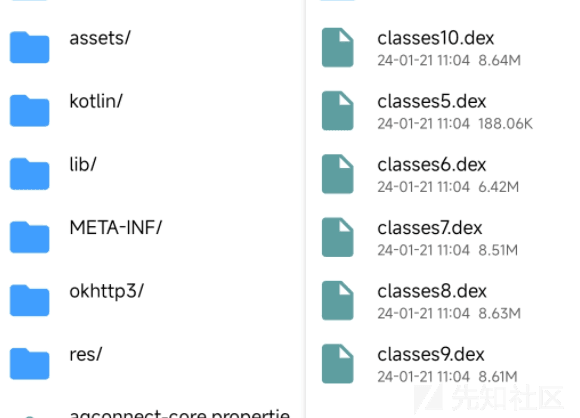 assets/
kotlin/
lib/
META-INF/
okhttp3/
res/
agconnect-core.propertie
classes10.dex
24-01-21 11:04 8.64M
classes5.dex
24-01-21 11:04 188.06K
classes6.dex
24-01-21 11:04 6.42M
classes7.dex
24-01-21 11:04 8.51M
classes8.dex
24-01-21 11:04 8.63M
classes9.dex
24-01-21 11:04 8.61M
先知社区